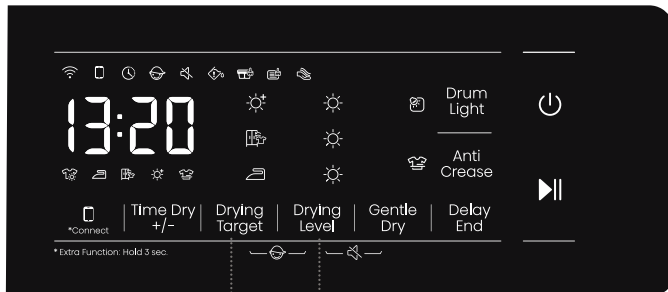 13:20
Drum
Light
Anti
Crease
*Connect
Time Dry
+/-
Drying
Target
Drying
Level
Gentle
Dry
Delay
End
* Extra Function: Hold 3 sec.